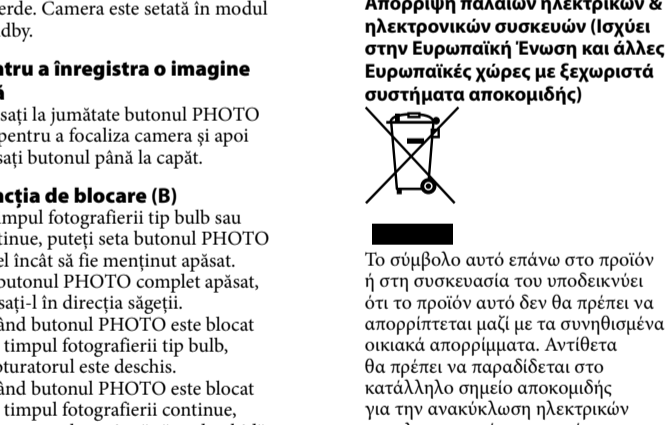 erde. Camera este setată în modul
dby.
ntru a înregistra o imagine
ă
sați la jumătate butonul PHOTO
pentru a focaliza camera și apoi
sați butonul până la capăt.
ncția de blocare (B)
impul fotografierii tip bulb sau
tinue, puteți seta butonul PHOTO
el încât să fie menținut apăsat.
butonul PHOTO complet apăsat,
sați-l în direcția săgeții.
ând butonul PHOTO este blocat
timpul fotografierii tip bulb,
oturatorul este deschis.
ând butonul PHOTO este blocat
timpul fotografierii continue,
Απόρριψη παλαιών ηλεκτρικών &
ηλεκτρονικών συσκευών (Ισχύει
στην Ευρωπαϊκή Ένωση και άλλες
Ευρωπαϊκές χώρες με ξεχωριστά
συστήματα αποκομιδής)
Το σύμβολο αυτό επάνω στο προϊόν
ή στη συσκευασία του υποδεικνύει
ότι το προϊόν αυτό δεν θα πρέπει να
απορρίπτεται μαζί με τα συνηθισμένα
οικιακά απορρίμματα. Αντίθετα
θα πρέπει να παραδίδεται στο
κατάλληλο σημείο αποκομιδής
για την ανακύκλωση ηλεκτρικών